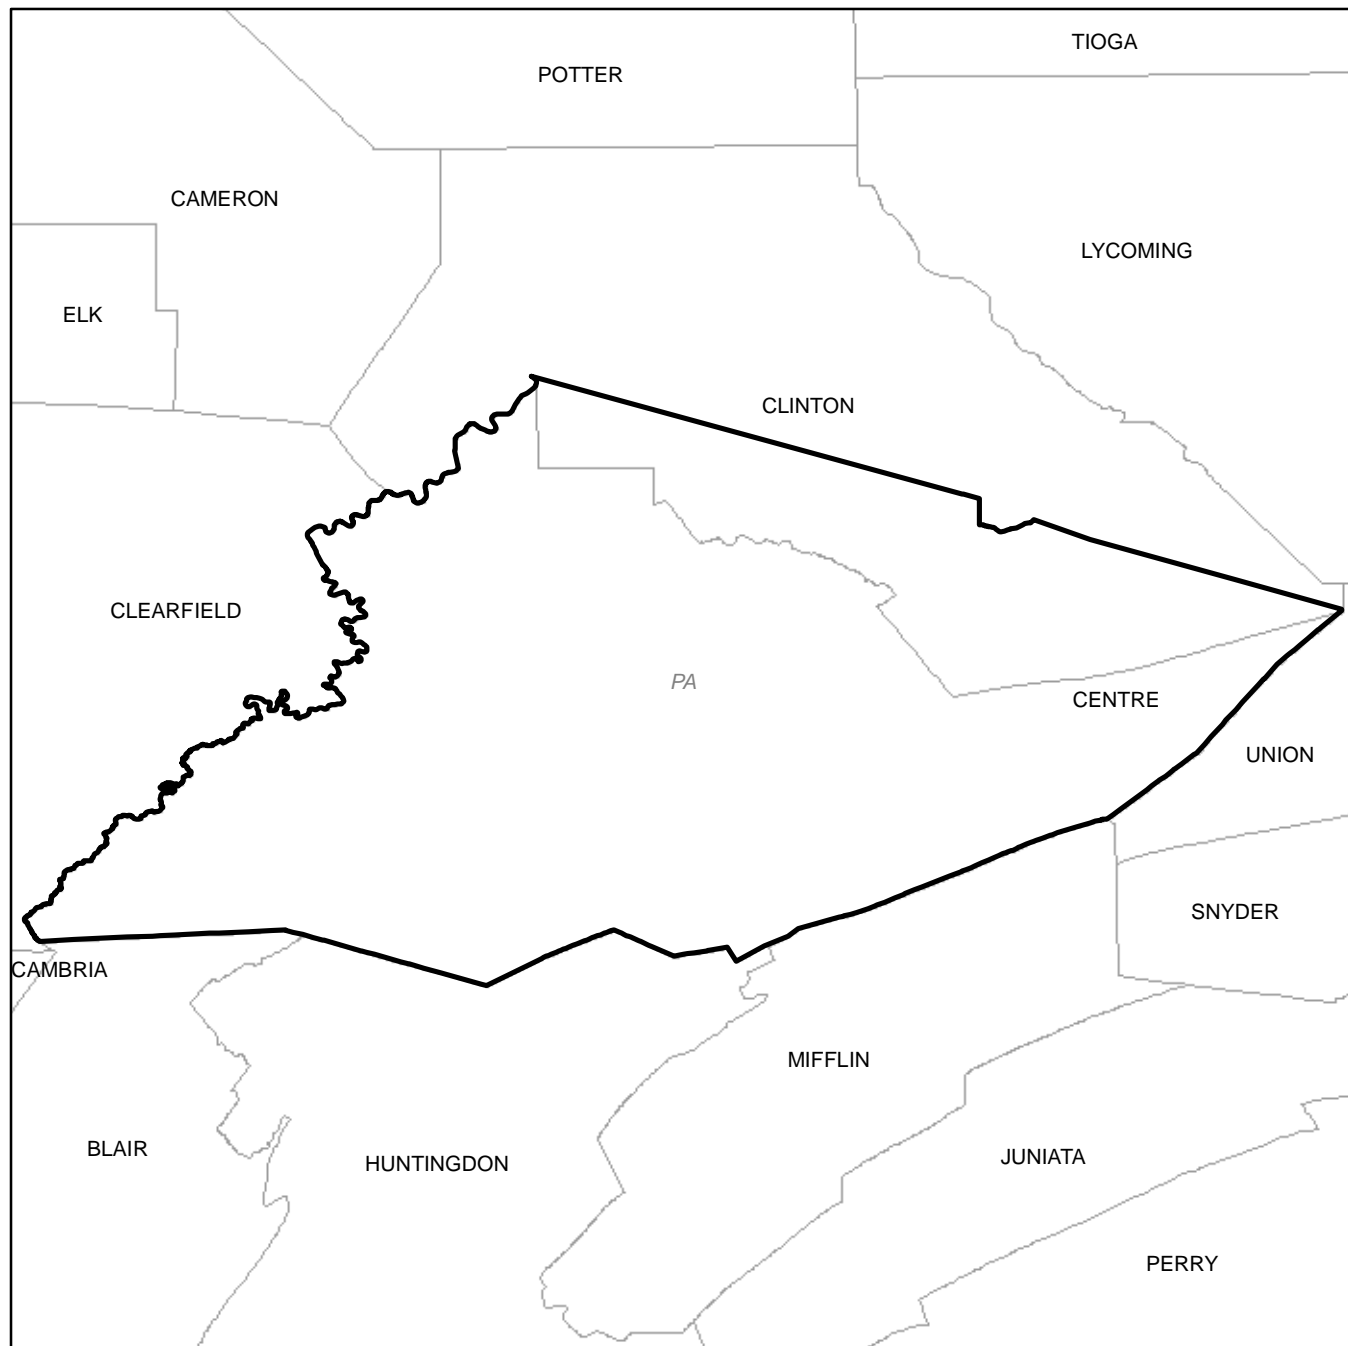 TIOGA
POTTER
CAMERON
LYCOMING
ELK
CLINTON
CLEARFIELD
PA
CENTRE
UNION
SNYDER
CAMBRIA
MIFFLIN
BLAIR
HUNTINGDON
JUNIATA
PERRY